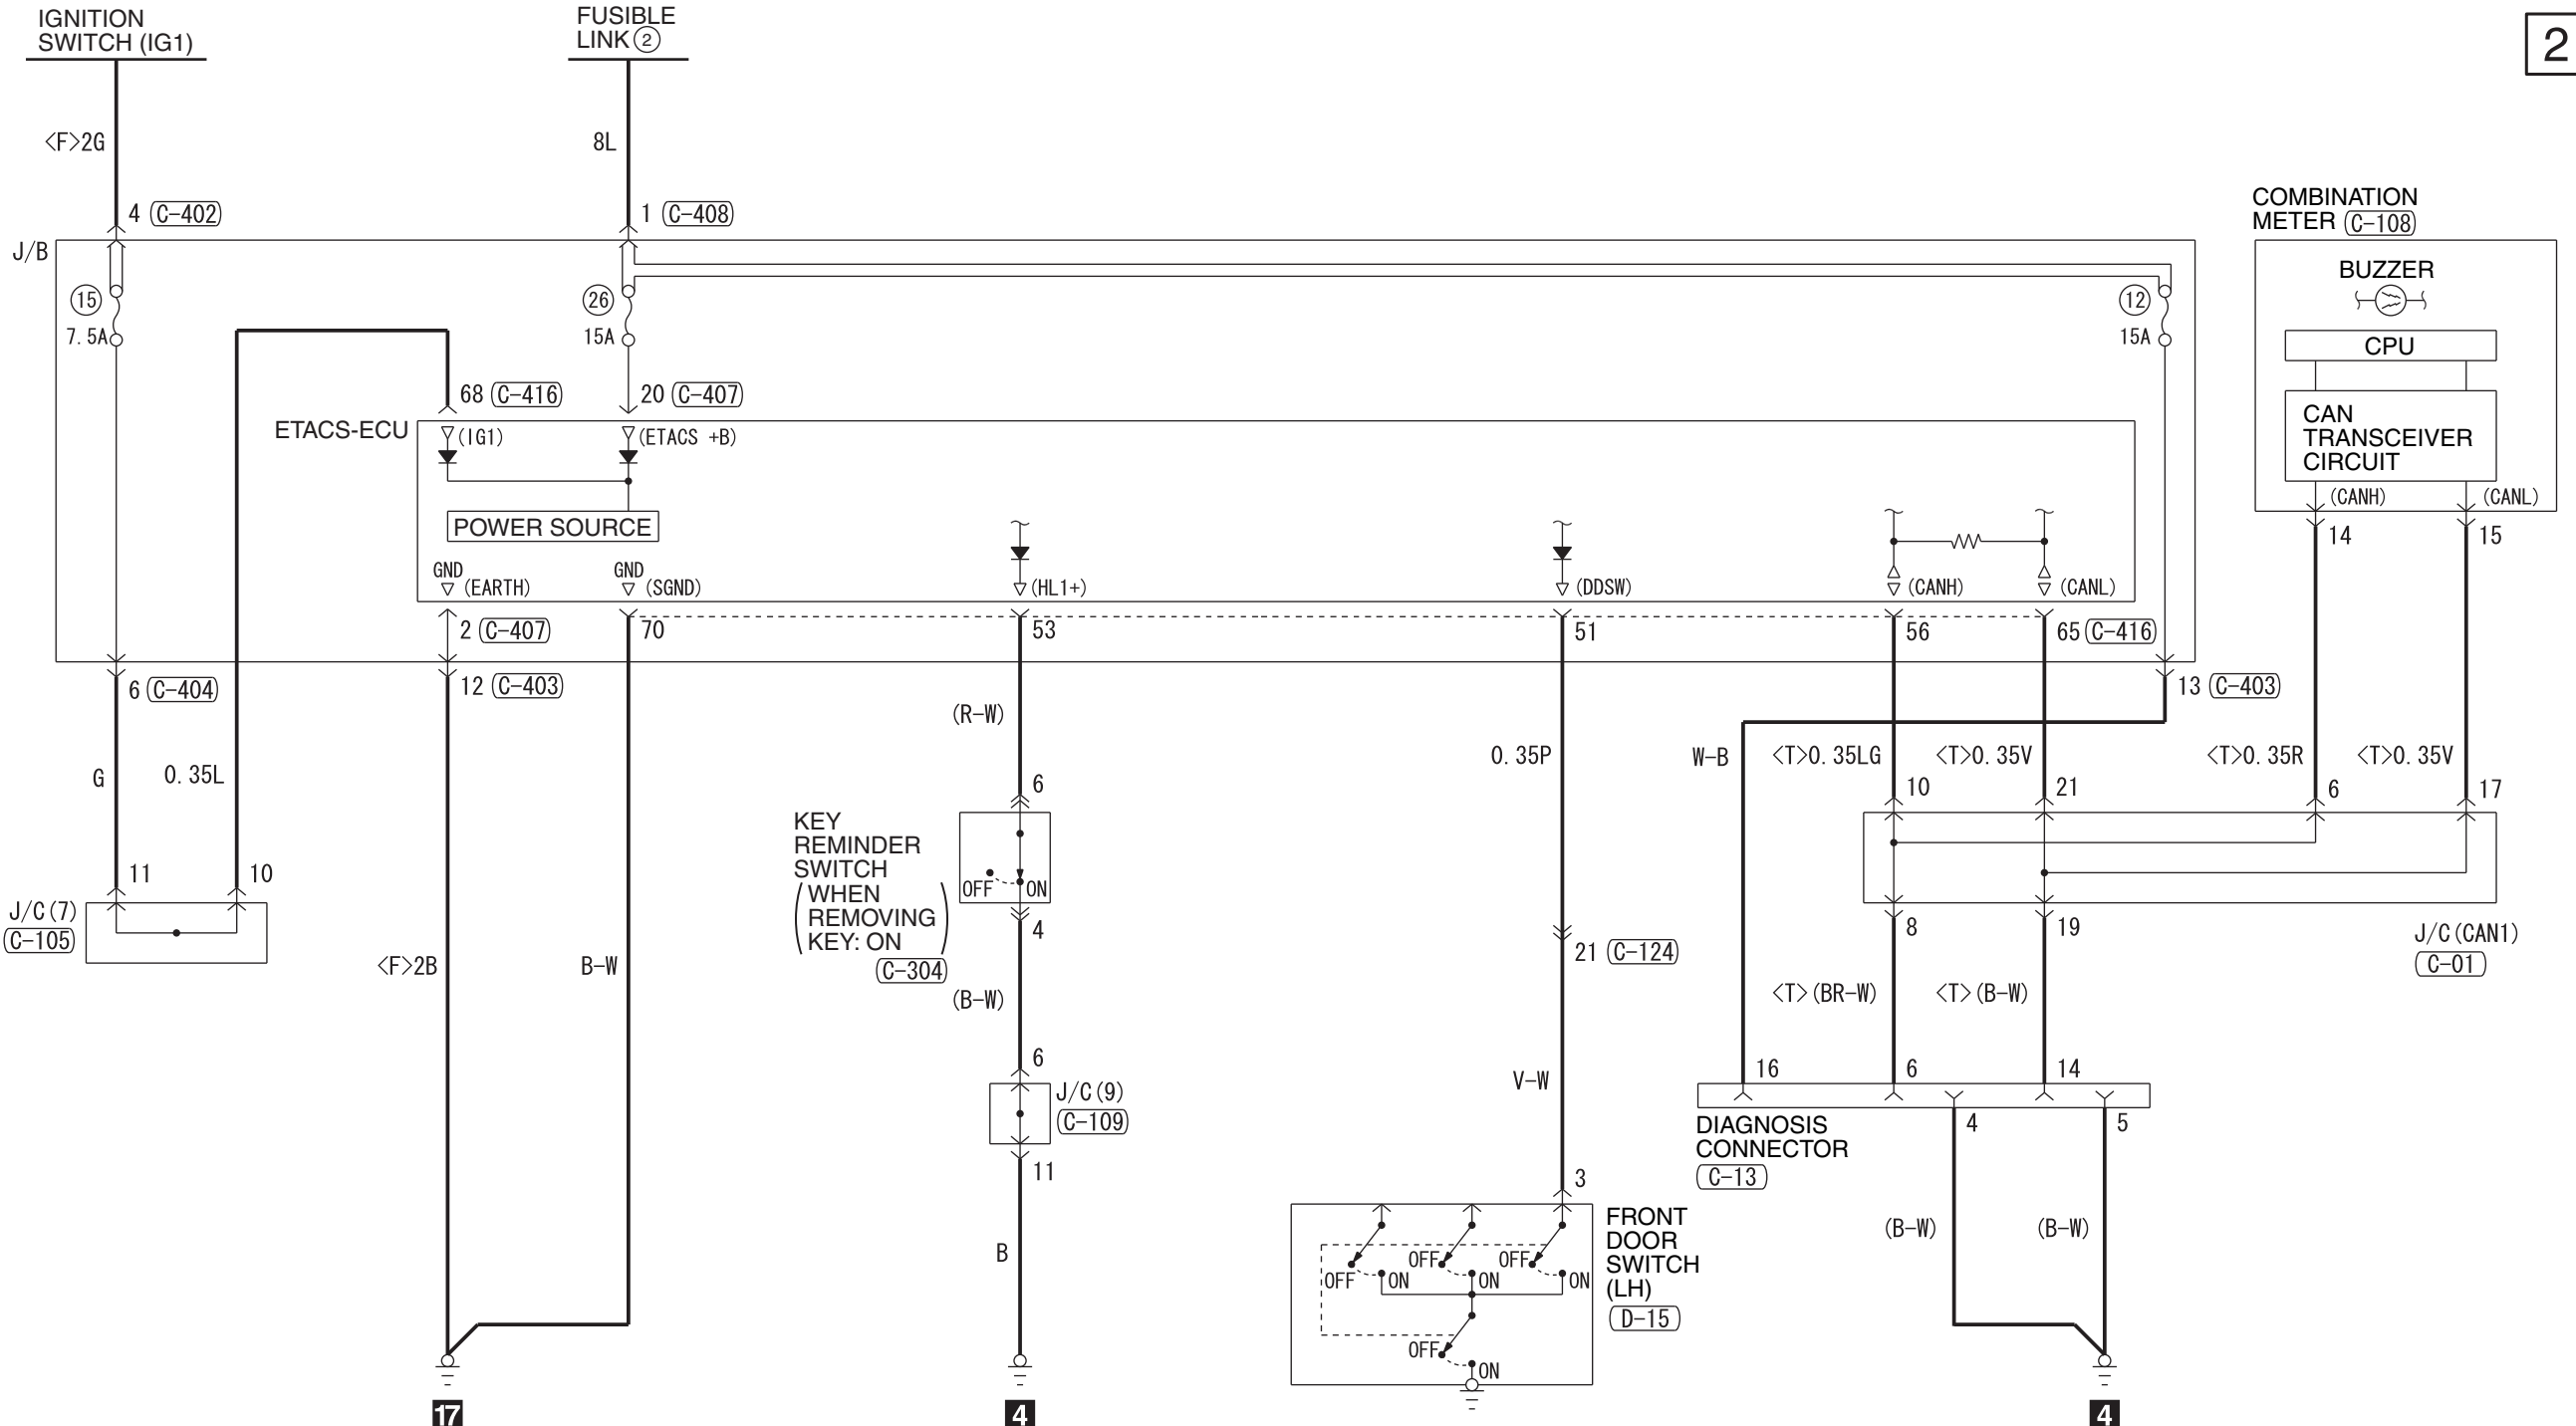 IGNITION
SWITCH (IG1)
FUSIBLE
LINK ②
2
<F>2G
8L
4 (C-402)
1 (C-408)
COMBINATION
METER (C-108)
J/B
BUZZER
15
7.5A
26
15A
12
15A
CPU
68 (C-416)
20 (C-407)
ETACS-ECU
(IG1)
(ETACS +B)
CAN
TRANSCEIVER
CIRCUIT
(CANH)
(CANL)
POWER SOURCE
14
15
GND
(EARTH)
GND
(SGND)
(HL1+)
(DDSW)
(CANH)
(CANL)
2 (C-407)
70
53
51
56
65 (C-416)
6 (C-404)
12 (C-403)
13 (C-403)
(R-W)
G
0.35L
0.35P
W-B
<T>0.35LG
<T>0.35V
<T>0.35R
<T>0.35V
6
10
21
6
17
KEY
REMINDER
SWITCH
(WHEN
REMOVING
KEY: ON)
(C-304)
OFF
ON
4
11
10
J/C(7)
(C-105)
8
19
J/C(CAN1)
(C-01)
21 (C-124)
<F>2B
B-W
(B-W)
<T>(BR-W)
<T>(B-W)
6
J/C(9)
(C-109)
11
V-W
16
6
14
4
5
DIAGNOSIS
CONNECTOR
(C-13)
3
FRONT
DOOR
SWITCH
(LH)
(D-15)
OFF
ON
OFF
ON
OFF
ON
OFF
ON
B
(B-W)
(B-W)
17
4
4